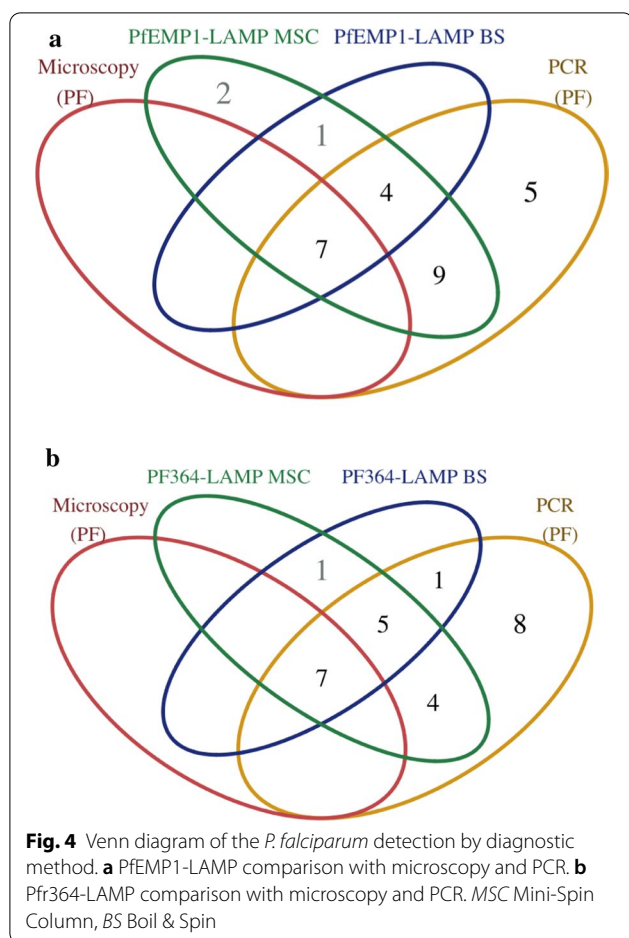 a
PfEMP1-LAMP MSC PfEMP1-LAMP BS
Microscopy
(PF)
PCR
(PF)
2
1
4
5
7
9
b
PF364-LAMP MSC PF364-LAMP BS
Microscopy
(PF)
PCR
(PF)
1
1
5
8
7
4
Fig. 4 Venn diagram of the P. falciparum detection by diagnostic
method. a PfEMP1-LAMP comparison with microscopy and PCR. b
Pfr364-LAMP comparison with microscopy and PCR. MSC Mini-Spin
Column, BS Boil & Spin